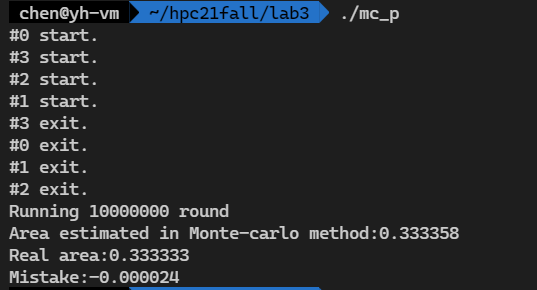 chen@yh-vm ~/hpc21fall/lab3 ./mc_p
#0 start.
#3 start.
#2 start.
#1 start.
#3 exit.
#0 exit.
#1 exit.
#2 exit.
Running 10000000 round
Area estimated in Monte-carlo method:0.333358
Real area:0.333333
Mistake:-0.000024